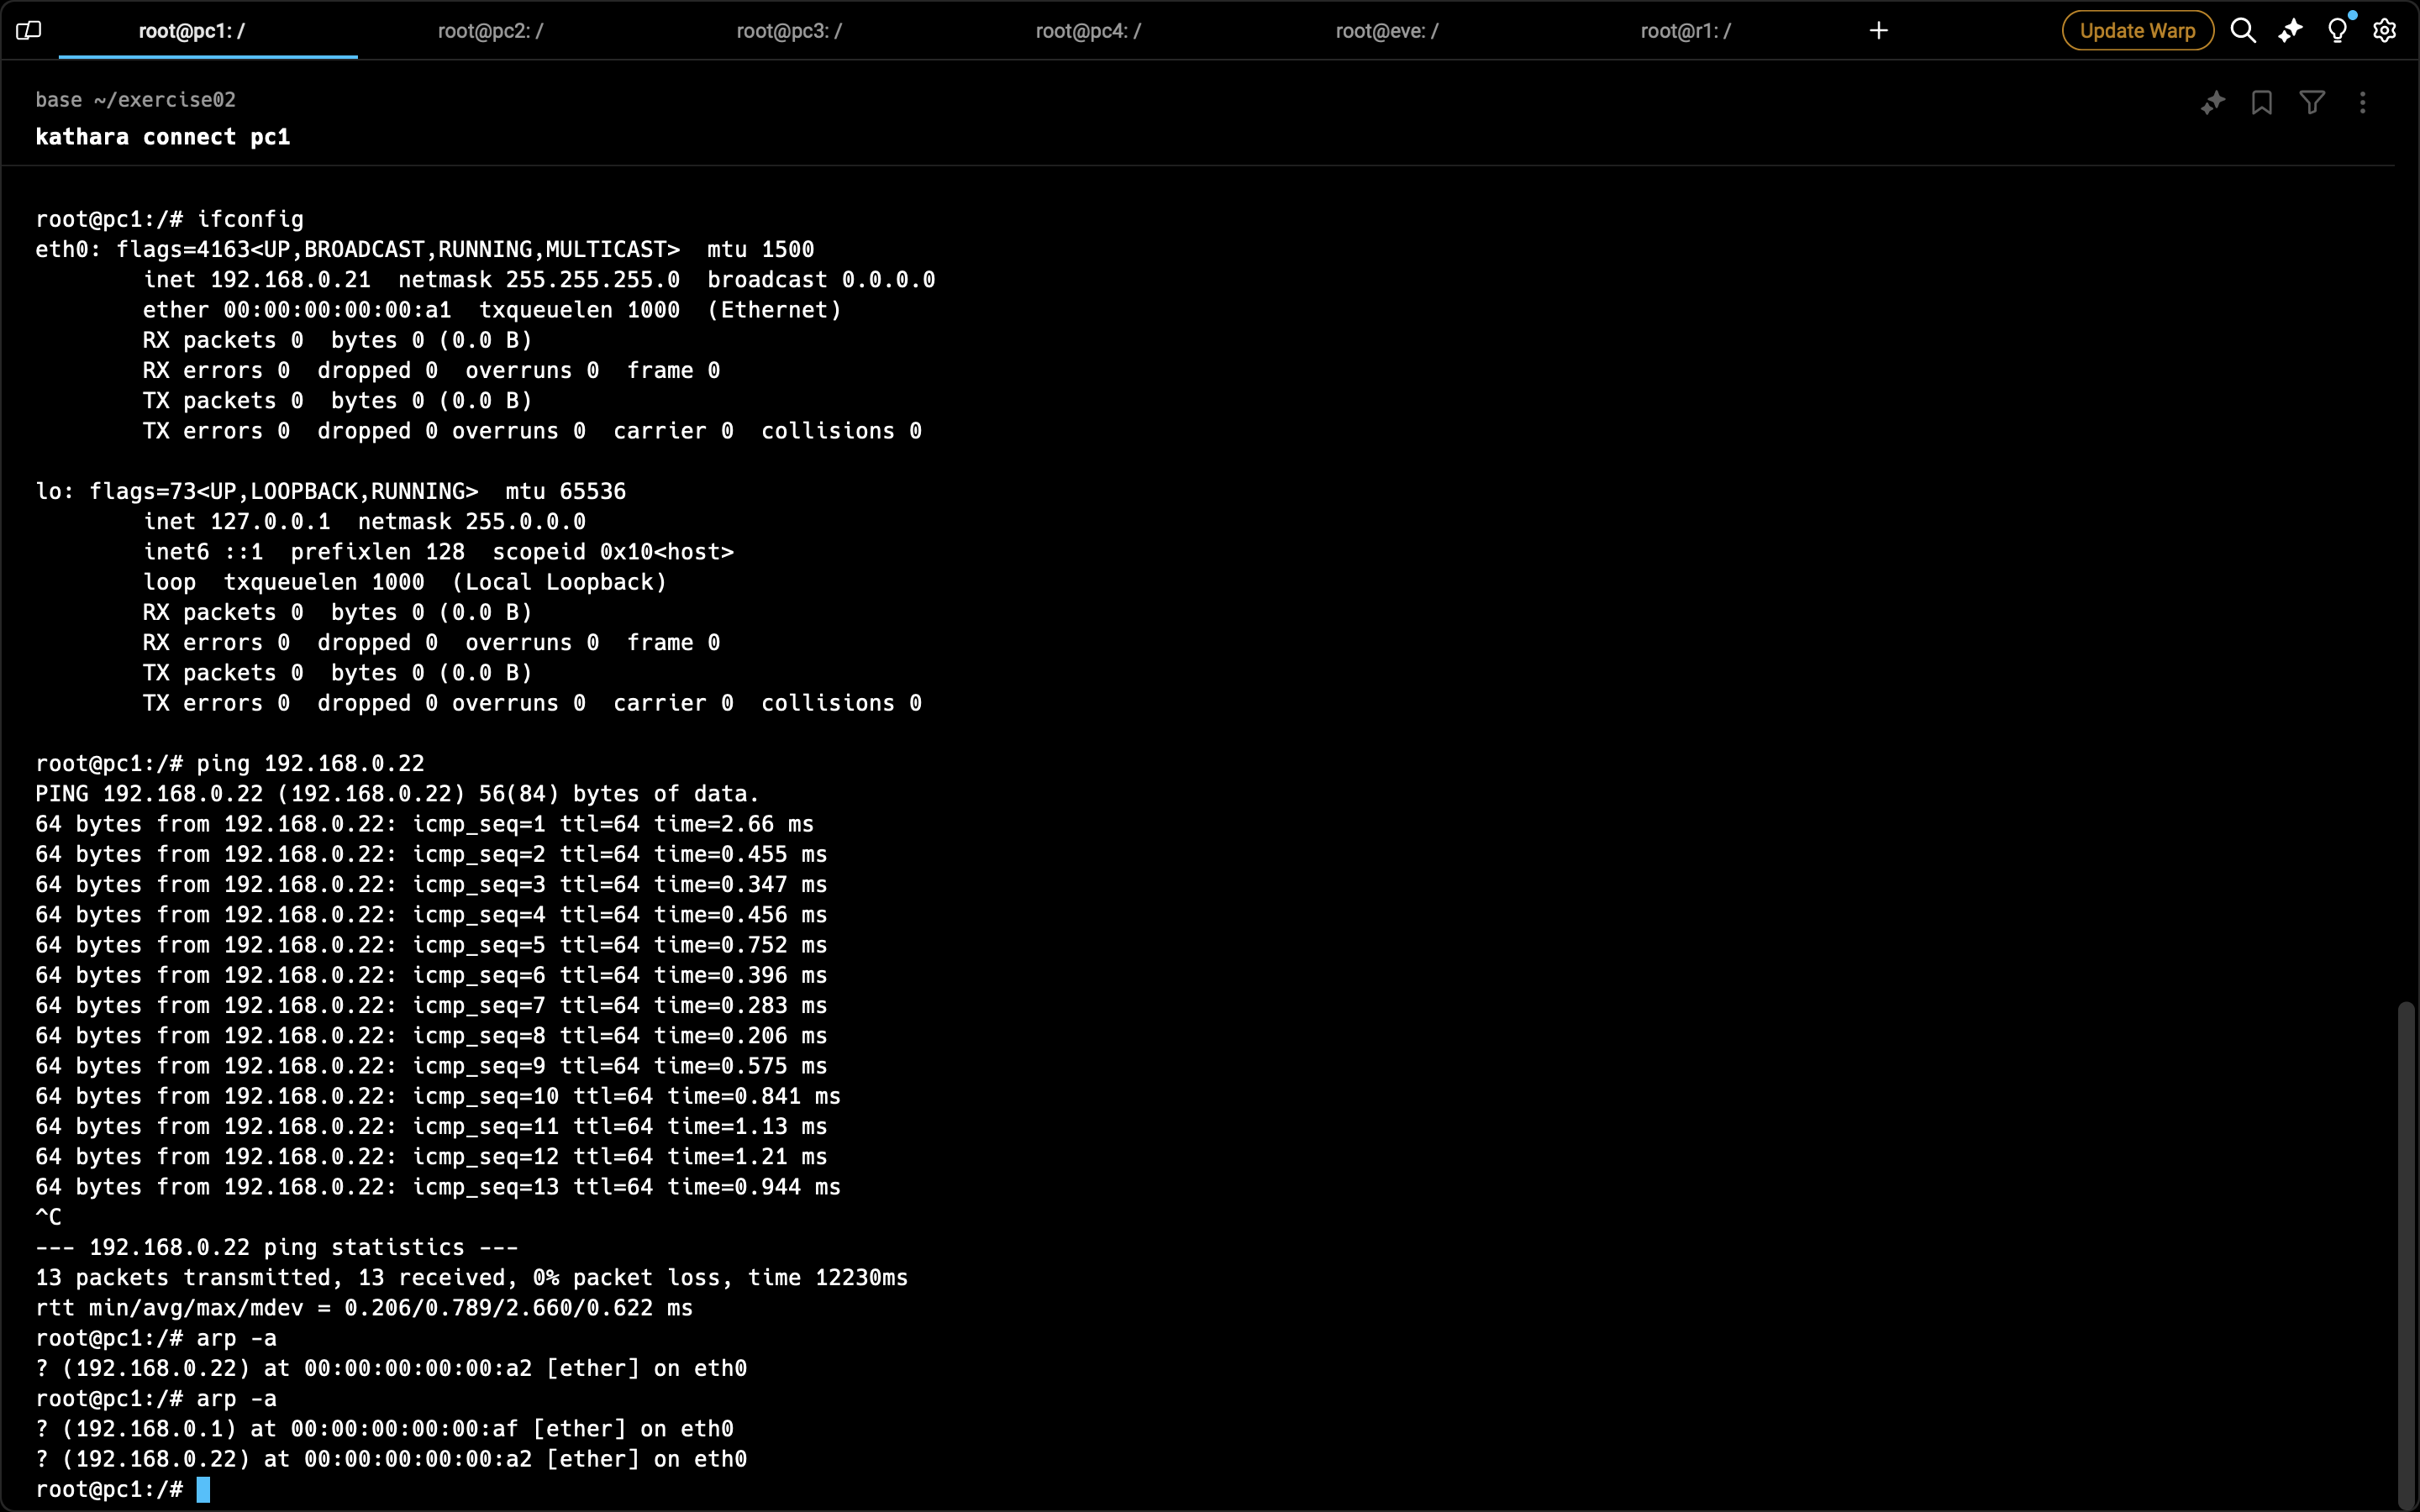 root@pc1: /
root@pc2: /
root@pc3: /
root@pc4: /
root@eve: /
root@r1: /
Update Warp
base ~/exercise02
kathara connect pc1
root@pc1:/# ifconfig
eth0: flags=4163<UP,BROADCAST,RUNNING,MULTICAST>  mtu 1500
        inet 192.168.0.21  netmask 255.255.255.0  broadcast 0.0.0.0
        ether 00:00:00:00:00:a1  txqueuelen 1000  (Ethernet)
        RX packets 0  bytes 0 (0.0 B)
        RX errors 0  dropped 0  overruns 0  frame 0
        TX packets 0  bytes 0 (0.0 B)
        TX errors 0  dropped 0 overruns 0  carrier 0  collisions 0
lo: flags=73<UP,LOOPBACK,RUNNING>  mtu 65536
        inet 127.0.0.1  netmask 255.0.0.0
        inet6 ::1  prefixlen 128  scopeid 0x10<host>
        loop  txqueuelen 1000  (Local Loopback)
        RX packets 0  bytes 0 (0.0 B)
        RX errors 0  dropped 0  overruns 0  frame 0
        TX packets 0  bytes 0 (0.0 B)
        TX errors 0  dropped 0 overruns 0  carrier 0  collisions 0
root@pc1:/# ping 192.168.0.22
PING 192.168.0.22 (192.168.0.22) 56(84) bytes of data.
64 bytes from 192.168.0.22: icmp_seq=1 ttl=64 time=2.66 ms
64 bytes from 192.168.0.22: icmp_seq=2 ttl=64 time=0.455 ms
64 bytes from 192.168.0.22: icmp_seq=3 ttl=64 time=0.347 ms
64 bytes from 192.168.0.22: icmp_seq=4 ttl=64 time=0.456 ms
64 bytes from 192.168.0.22: icmp_seq=5 ttl=64 time=0.752 ms
64 bytes from 192.168.0.22: icmp_seq=6 ttl=64 time=0.396 ms
64 bytes from 192.168.0.22: icmp_seq=7 ttl=64 time=0.283 ms
64 bytes from 192.168.0.22: icmp_seq=8 ttl=64 time=0.206 ms
64 bytes from 192.168.0.22: icmp_seq=9 ttl=64 time=0.575 ms
64 bytes from 192.168.0.22: icmp_seq=10 ttl=64 time=0.841 ms
64 bytes from 192.168.0.22: icmp_seq=11 ttl=64 time=1.13 ms
64 bytes from 192.168.0.22: icmp_seq=12 ttl=64 time=1.21 ms
64 bytes from 192.168.0.22: icmp_seq=13 ttl=64 time=0.944 ms
^C
--- 192.168.0.22 ping statistics ---
13 packets transmitted, 13 received, 0% packet loss, time 12230ms
rtt min/avg/max/mdev = 0.206/0.789/2.660/0.622 ms
root@pc1:/# arp -a
? (192.168.0.22) at 00:00:00:00:00:a2 [ether] on eth0
root@pc1:/# arp -a
? (192.168.0.1) at 00:00:00:00:00:af [ether] on eth0
? (192.168.0.22) at 00:00:00:00:00:a2 [ether] on eth0
root@pc1:/#